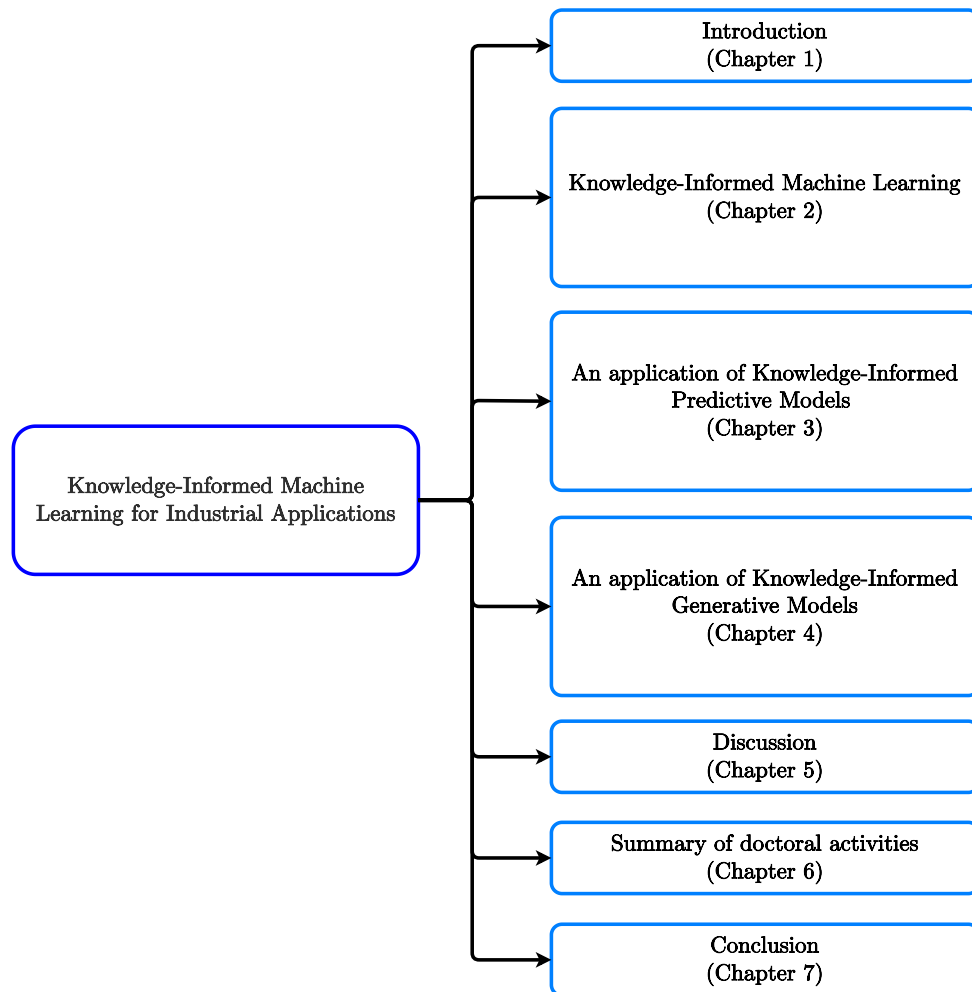 Introduction
(Chapter 1)
Knowledge-Informed Machine Learning
(Chapter 2)
An application of Knowledge-Informed
Predictive Models
(Chapter 3)
Knowledge-Informed Machine
Learning for Industrial Applications
An application of Knowledge-Informed
Generative Models
(Chapter 4)
Discussion
(Chapter 5)
Summary of doctoral activities
(Chapter 6)
Conclusion
(Chapter 7)